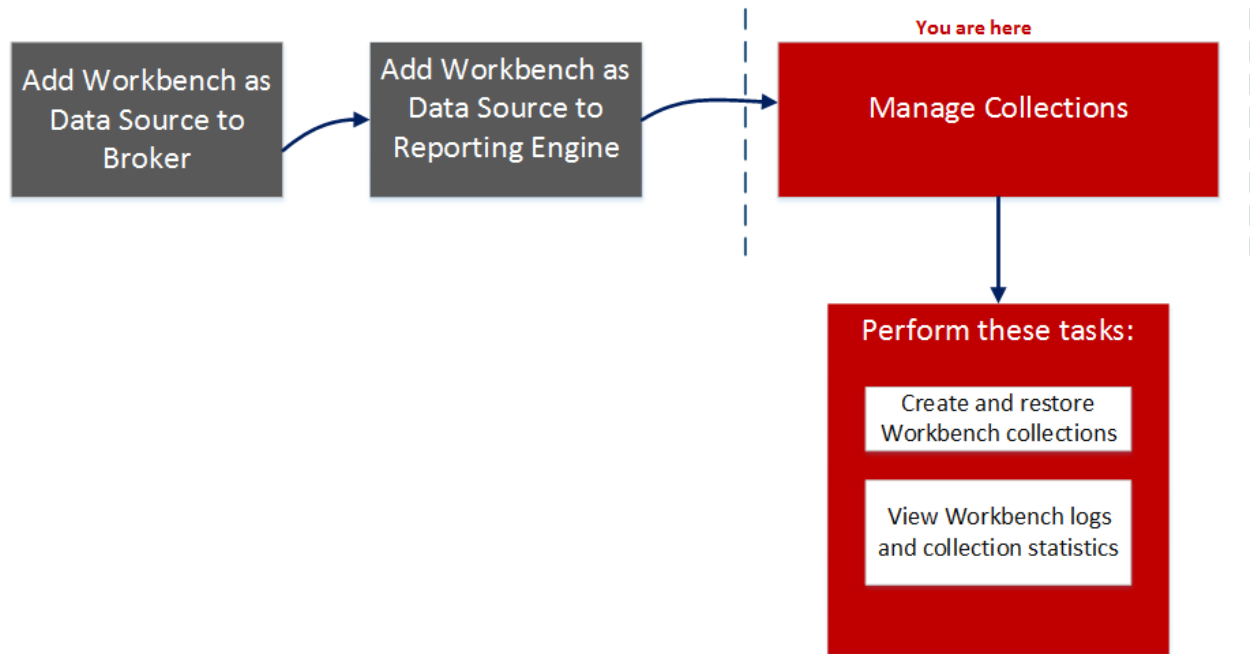 You are here
Add Workbench as
Data Source to
Broker
Add Workbench as
Data Source to
Reporting Engine
Manage Collections
Perform these tasks:
Create and restore
Workbench collections
View Workbench logs
and collection statistics